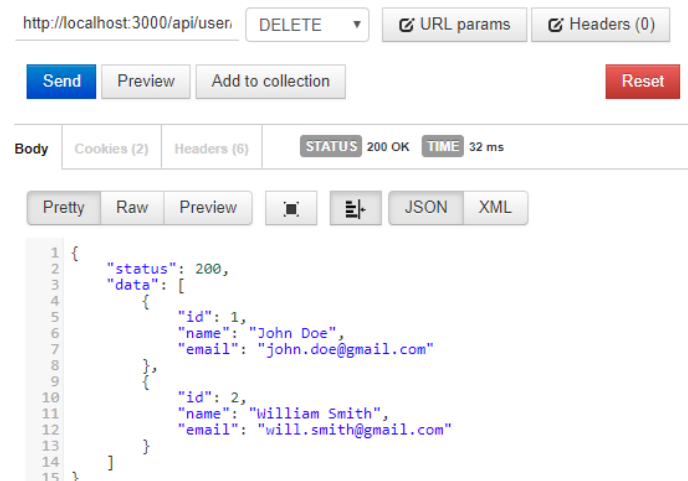 http://localhost:3000/api/user/ DELETE URL params Headers (0)
Send Preview Add to collection Reset
Body Cookies (2) Headers (6) STATUS 200 OK TIME 32 ms
Pretty Raw Preview JSON XML
1 {
2 "status": 200,
3 "data": [
4 {
5 "id": 1,
6 "name": "John Doe",
7 "email": "john.doe@gmail.com"
8 },
9 {
10 "id": 2,
11 "name": "William Smith",
12 "email": "will.smith@gmail.com"
13 }
14 ]
15 }